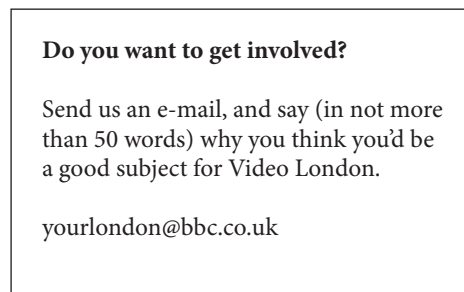 Do you want to get involved?
Send us an e-mail, and say (in not more
than 50 words) why you think you’d be
a good subject for Video London.
yourlondon@bbc.co.uk